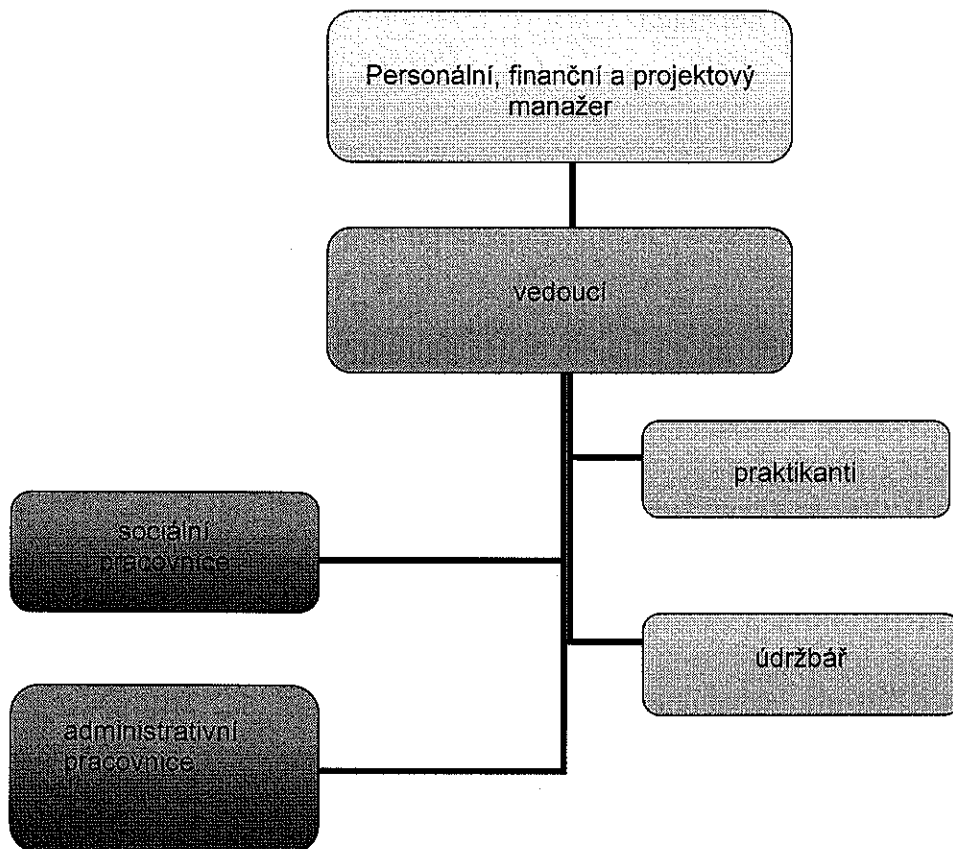 Personální, finanční a projektový
manažer
vedoucí
praktikanti
sociální
pracovnice
údržbář
administrativní
pracovnice